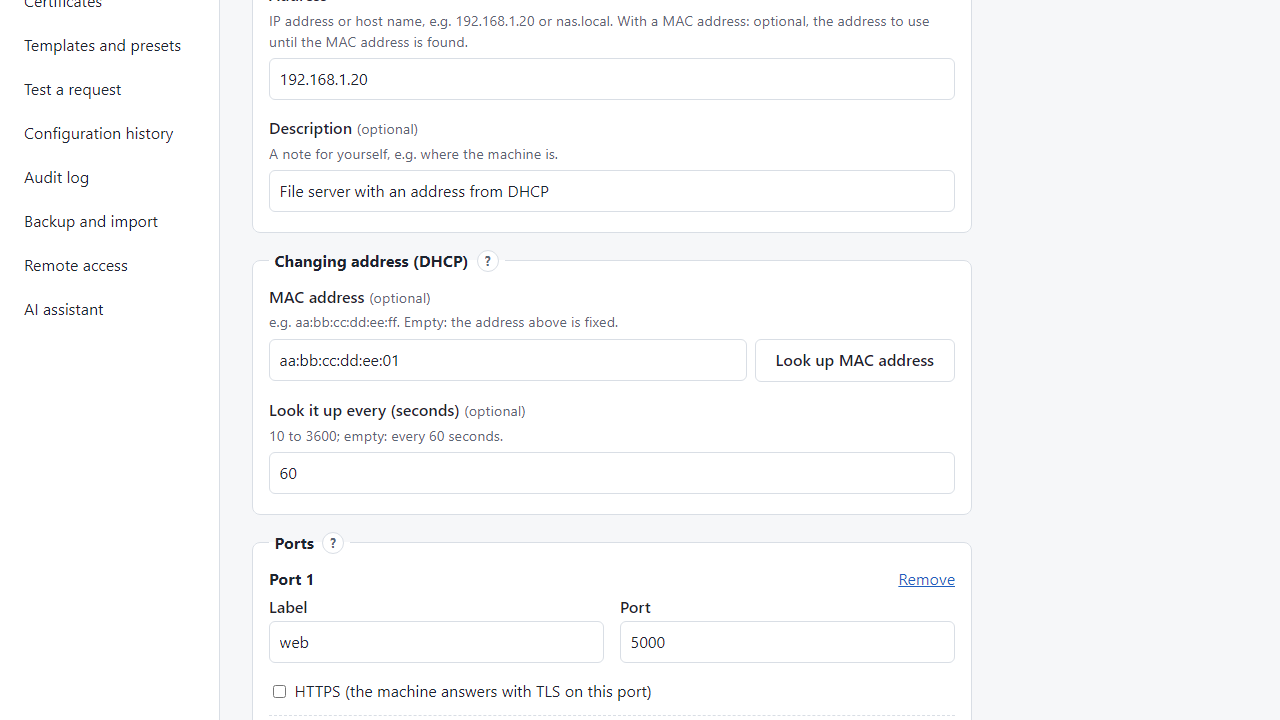 Templates and presets
Test a request
Configuration history
Audit log
Backup and import
Remote access
AI assistant
IP address or host name, e.g. 192.168.1.20 or nas.local. With a MAC address: optional, the address to use
until the MAC address is found.
192.168.1.20
Description (optional)
A note for yourself, e.g. where the machine is.
File server with an address from DHCP
Changing address (DHCP) ?
MAC address (optional)
e.g. aa:bb:cc:dd:ee:ff. Empty: the address above is fixed.
aa:bb:cc:dd:ee:01
Look up MAC address
Look it up every (seconds) (optional)
10 to 3600; empty: every 60 seconds.
60
Ports ?
Port 1
Remove
Label
Port
web
5000
HTTPS (the machine answers with TLS on this port)